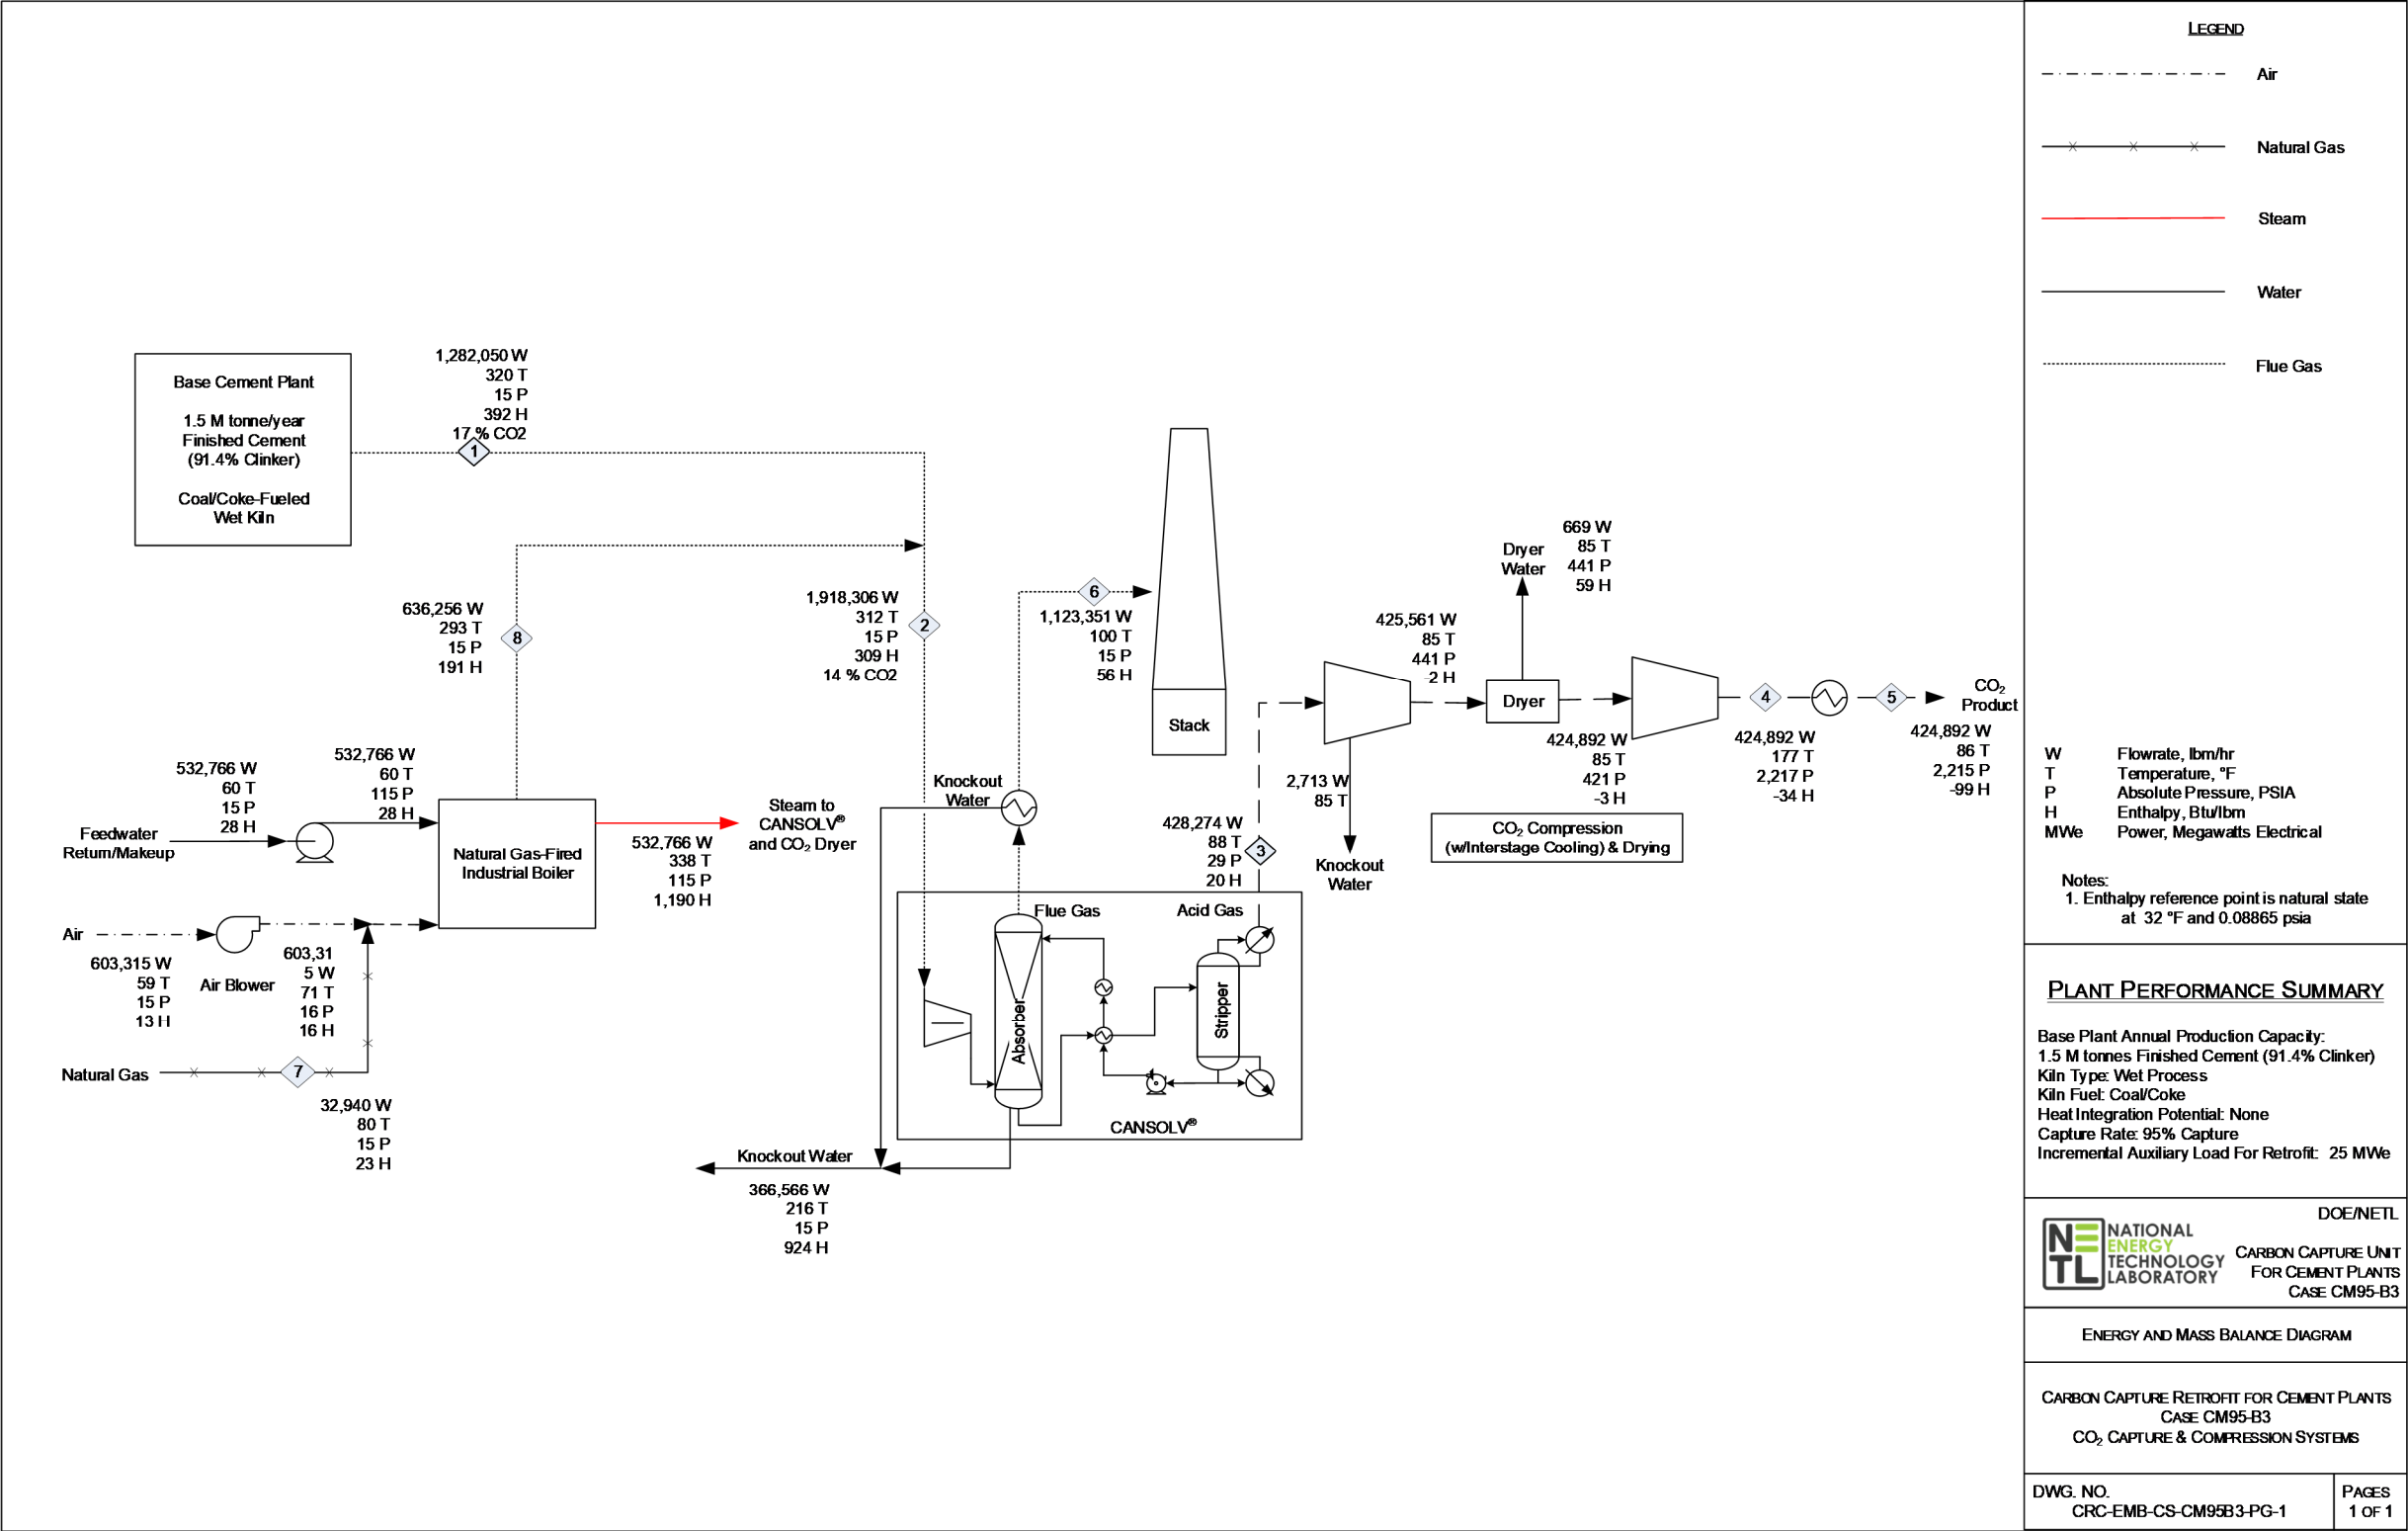 Base Cement Plant
1.5 M tonne/year
Finished Cement
(91.4% Clinker)
Coal/Coke-Fueled
Wet Kiln
1,282,050 W
320 T
15 P
392 H
17 % CO2
1
636,256 W
293 T
15 P
191 H
8
1,918,306 W
312 T
15 P
309 H
14 % CO2
2
6
1,123,351 W
100 T
15 P
56 H
Stack
532,766 W
60 T
15 P
28 H
Feedwater
Return/Makeup
532,766 W
60 T
115 P
28 H
Natural Gas-Fired
Industrial Boiler
532,766 W
338 T
115 P
1,190 H
Steam to
CANSOLV®
and CO₂ Dryer
Air
603,315 W
59 T
15 P
13 H
Air Blower
603,31
5 W
71 T
16 P
16 H
Natural Gas
7
32,940 W
80 T
15 P
23 H
Knockout
Water
Flue Gas
Acid Gas
Absorber
Stripper
CANSOLV®
Knockout Water
366,566 W
216 T
15 P
924 H
428,274 W
88 T
29 P
20 H
3
2,713 W
85 T
Knockout
Water
425,561 W
85 T
441 P
-2 H
Dryer
Water
669 W
85 T
441 P
59 H
Dryer
424,892 W
85 T
421 P
-3 H
CO₂ Compression
(w/Interstage Cooling) & Drying
4
424,892 W
177 T
2,217 P
-34 H
5
CO₂
Product
424,892 W
86 T
2,215 P
-99 H
LEGEND
Air
Natural Gas
Steam
Water
Flue Gas
W Flowrate, lbm/hr
T Temperature, °F
P Absolute Pressure, PSIA
H Enthalpy, Btu/lbm
MWe Power, Megawatts Electrical
Notes:
1. Enthalpy reference point is natural state
at 32 °F and 0.08865 psia
PLANT PERFORMANCE SUMMARY
Base Plant Annual Production Capacity:
1.5 M tonnes Finished Cement (91.4% Clinker)
Kiln Type: Wet Process
Kiln Fuel: Coal/Coke
Heat Integration Potential: None
Capture Rate: 95% Capture
Incremental Auxiliary Load For Retrofit: 25 MWe
NETL
NATIONAL
ENERGY
TECHNOLOGY
LABORATORY
DOE/NETL
CARBON CAPTURE UNIT
FOR CEMENT PLANTS
CASE CM95-B3
ENERGY AND MASS BALANCE DIAGRAM
CARBON CAPTURE RETROFIT FOR CEMENT PLANTS
CASE CM95-B3
CO₂ CAPTURE & COMPRESSION SYSTEMS
DWG. NO.
CRC-EMB-CS-CM95B3-PG-1
PAGES
1 OF 1